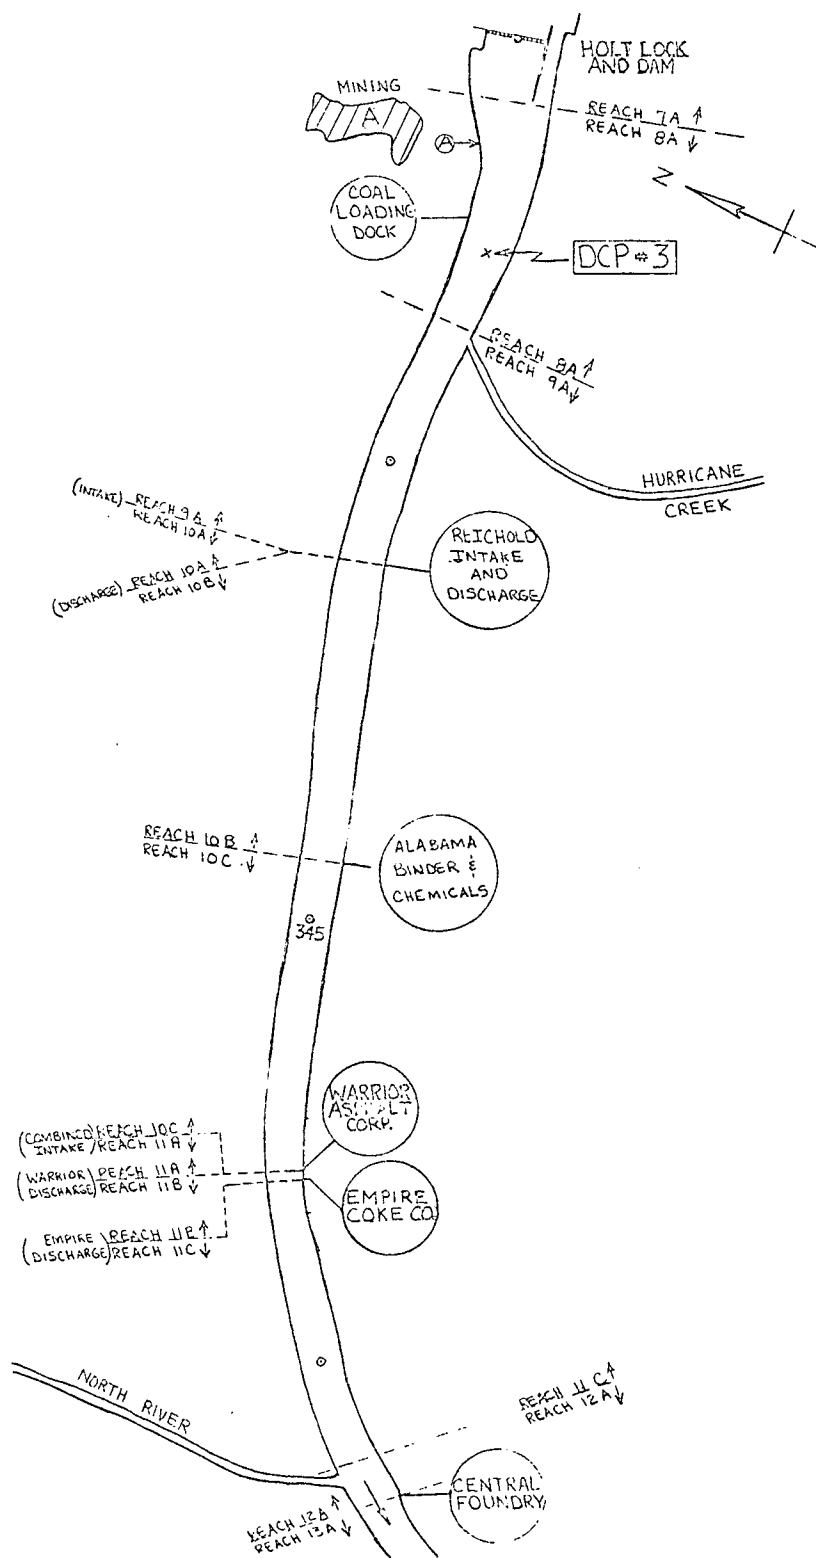 HOLT LOCK
AND DAM
MINING
A
A
REACH 7A ↑
REACH 8A ↓
N
COAL
LOADING
DOCK
DCP #3
REACH 8A ↑
REACH 9A ↓
HURRICANE
CREEK
(INTAKE) REACH 9A ↑
REACH 10A ↓
(DISCHARGE) REACH 10A ↑
REACH 10B ↓
REICHOLD
INTAKE
AND
DISCHARGE
REACH 10B ↑
REACH 10C ↓
ALABAMA
BINDER &
CHEMICALS
345
WARRIOR
ASPHALT
CORP.
(COMBINED INTAKE) REACH 10C ↑
REACH 11A ↓
(WARRIOR DISCHARGE) REACH 11A ↑
REACH 11B ↓
EMPIRE
COKE CO.
(EMPIRE DISCHARGE) REACH 11B ↑
REACH 11C ↓
NORTH RIVER
REACH 11C ↑
REACH 12A ↓
CENTRAL
FOUNDRY
REACH 12A ↑
REACH 13A ↓